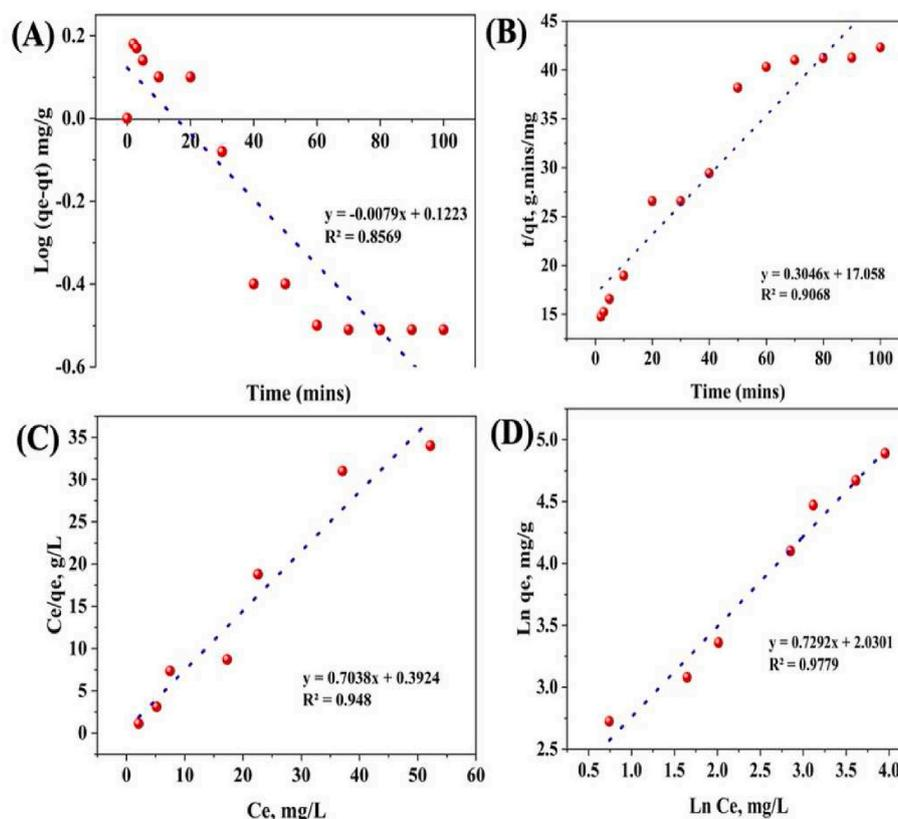 (A)
0.2
0.0
-0.2
-0.4
-0.6
0 20 40 60 80 100
Log (qe-qt) mg/g
y = -0.0079x + 0.1223
R² = 0.8569
Time (mins)
(B)
45
40
35
30
25
20
15
t/qt, g.mins/mg
y = 0.3046x + 17.058
R² = 0.9068
0 20 40 60 80 100
Time (mins)
(C)
35
30
25
20
15
10
5
0
Ce/qe, g/L
y = 0.7038x + 0.3924
R² = 0.948
0 10 20 30 40 50 60
Ce, mg/L
(D)
5.0
4.5
4.0
3.5
3.0
2.5
Ln qe, mg/g
y = 0.7292x + 2.0301
R² = 0.9779
0.5 1.0 1.5 2.0 2.5 3.0 3.5 4.0
Ln Ce, mg/L